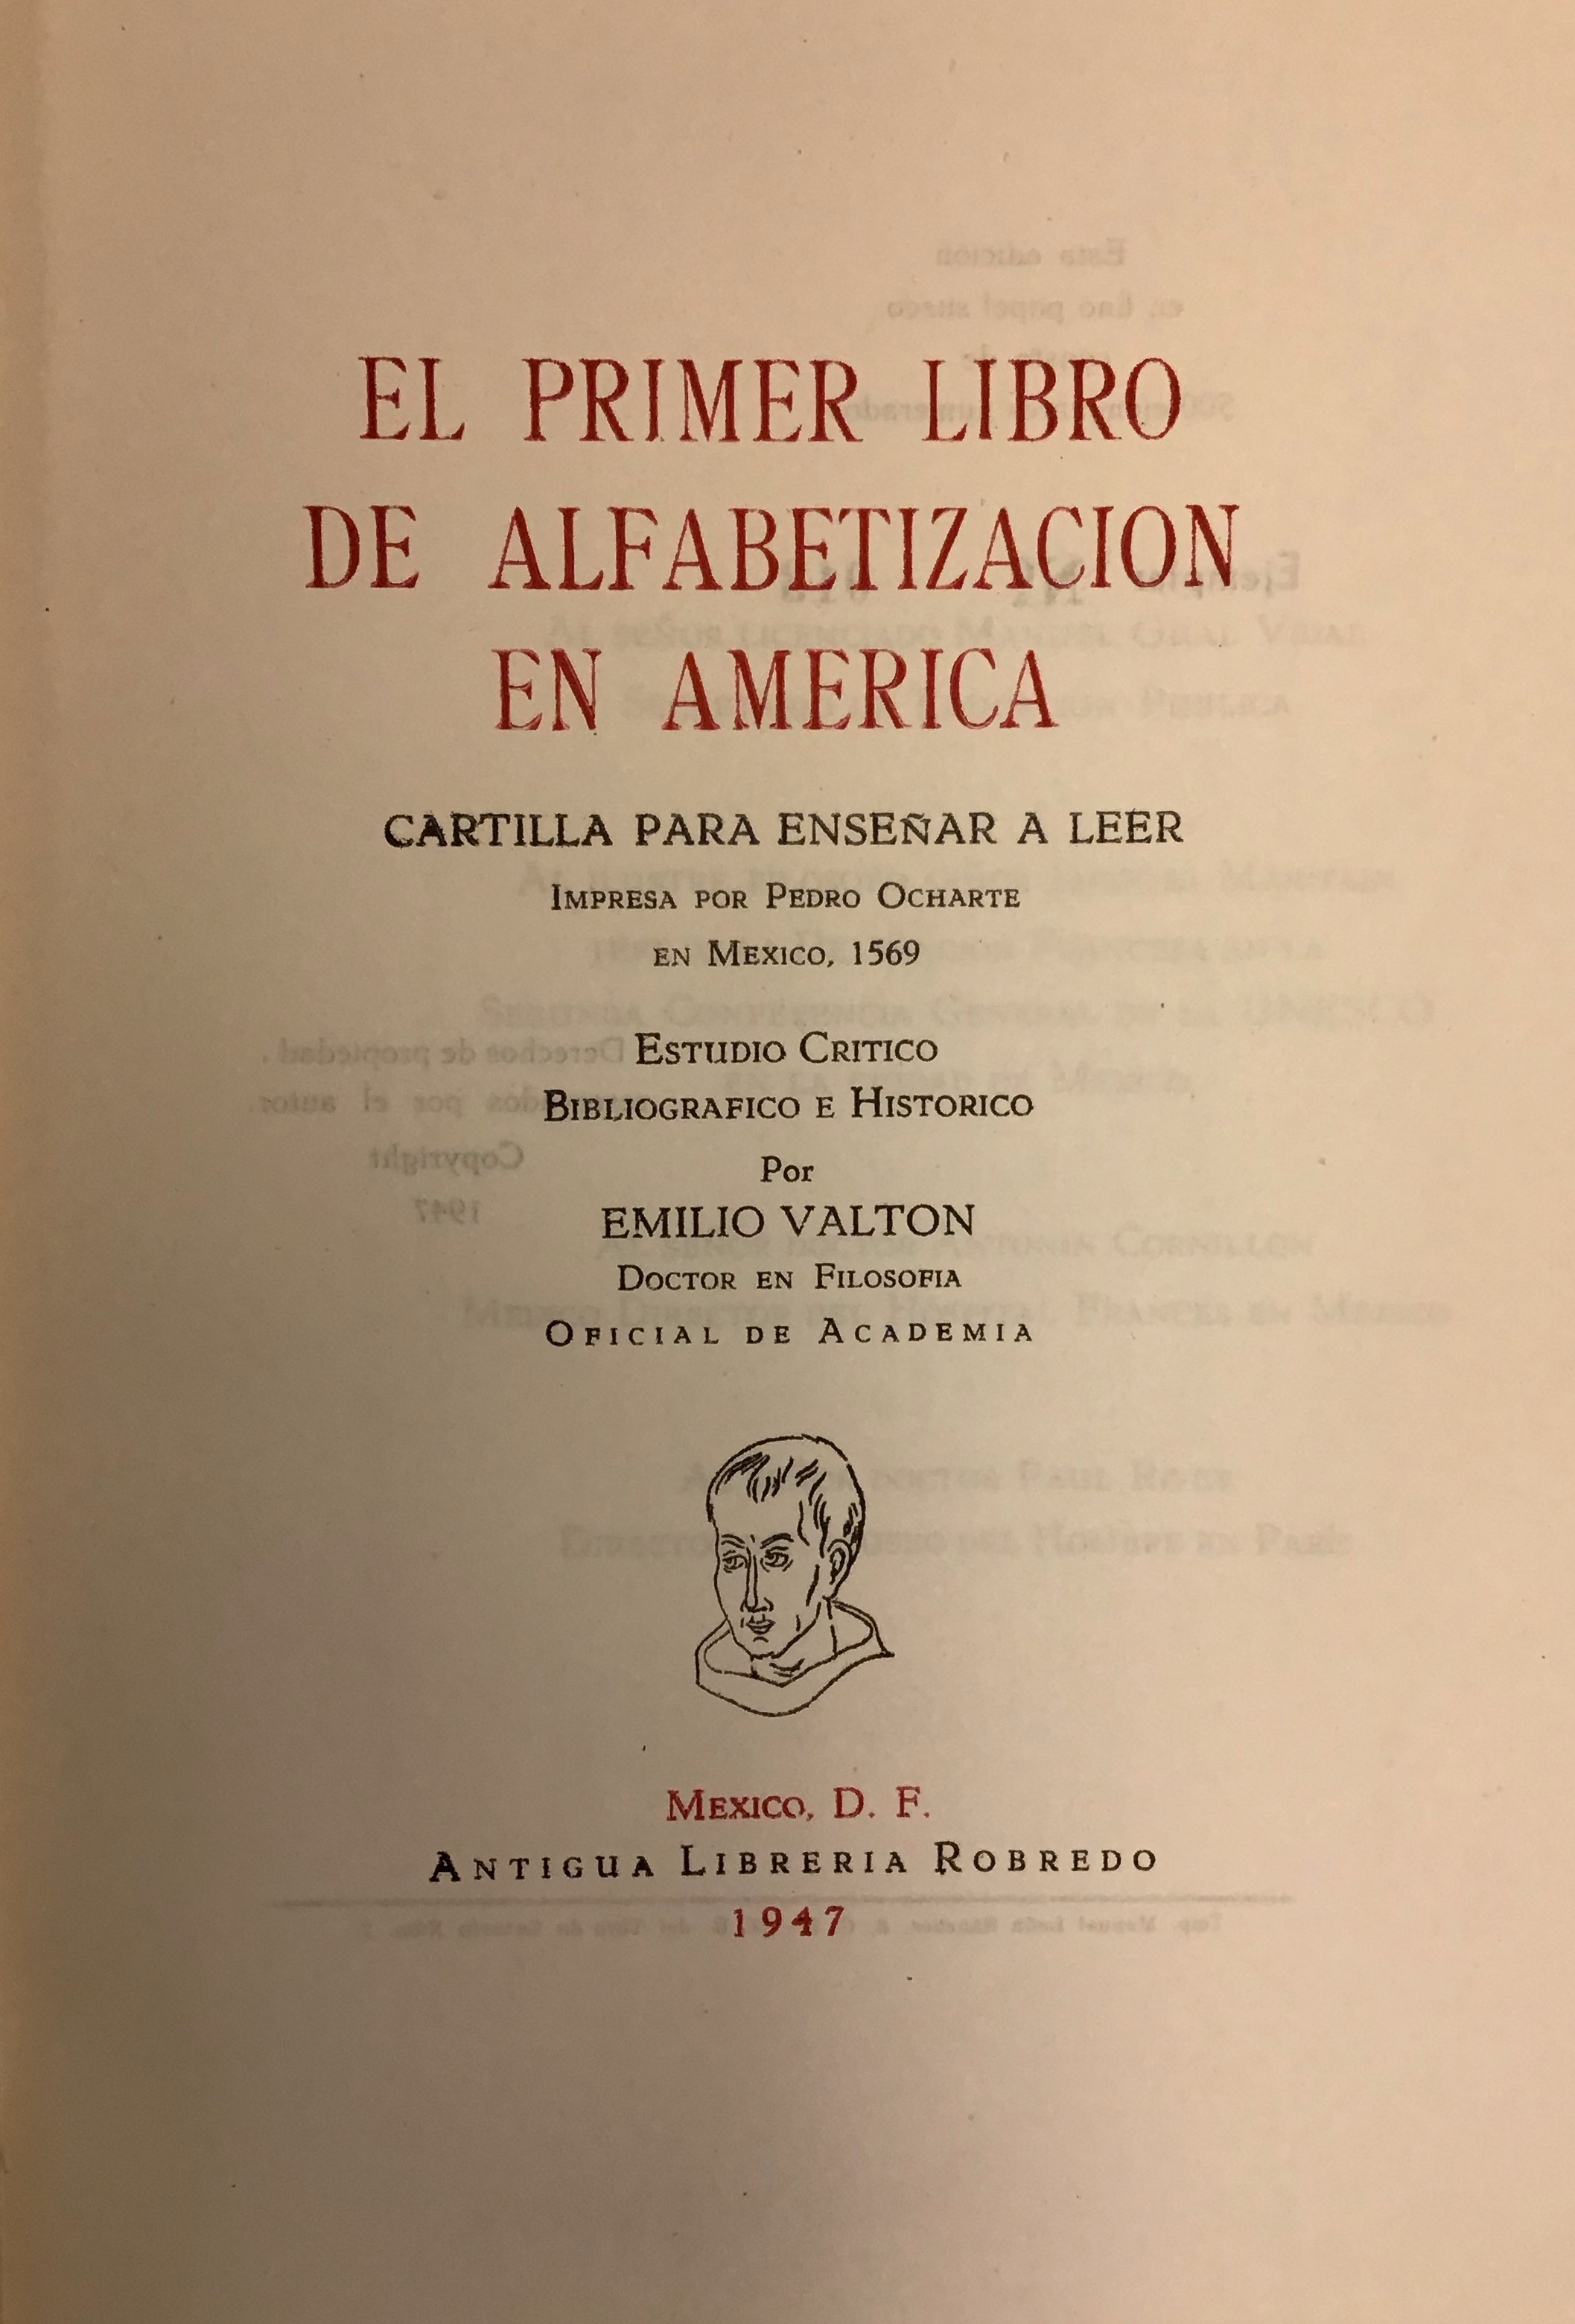 EL PRIMER LIBRO
DE ALFABETIZACION
EN AMERICA
CARTILLA PARA ENSEÑAR A LEER
IMPRESA POR PEDRO OCHARTE
EN MEXICO, 1569
ESTUDIO CRITICO
BIBLIOGRAFICO E HISTORICO
Por
EMILIO VALTON
DOCTOR EN FILOSOFIA
OFICIAL DE ACADEMIA
MEXICO, D. F.
ANTIGUA LIBRERIA ROBREDO
1947